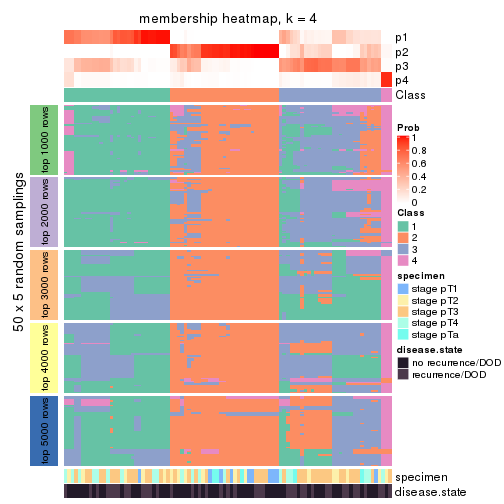 membership heatmap, k = 4
p1
p2
p3
p4
Class
50 x 5 random samplings
top 1000 rows
top 2000 rows
top 3000 rows
top 4000 rows
top 5000 rows
specimen
disease.state
Prob
1
0.8
0.6
0.4
0.2
0
Class
1
2
3
4
specimen
stage pT1
stage pT2
stage pT3
stage pT4
stage pTa
disease.state
no recurrence/DOD
recurrence/DOD